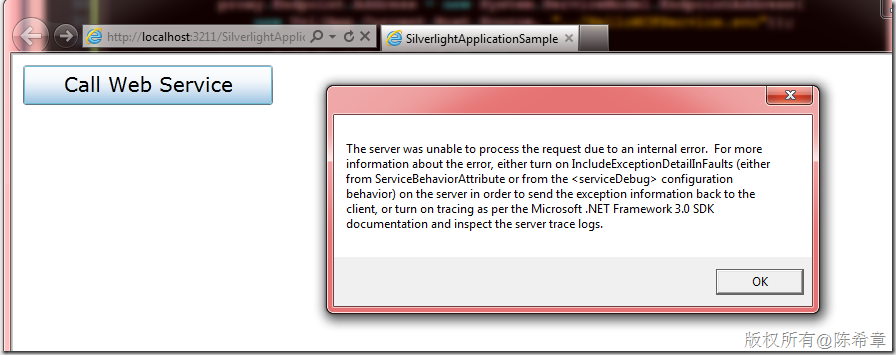 http://localhost:3211/SilverlightApplic
SilverlightApplicationSample
Call Web Service
The server was unable to process the request due to an internal error.  For more
information about the error, either turn on IncludeExceptionDetailInFaults (either
from ServiceBehaviorAttribute or from the <serviceDebug> configuration
behavior) on the server in order to send the exception information back to the
client, or turn on tracing as per the Microsoft .NET Framework 3.0 SDK
documentation and inspect the server trace logs.
OK
版权所有@陈希章